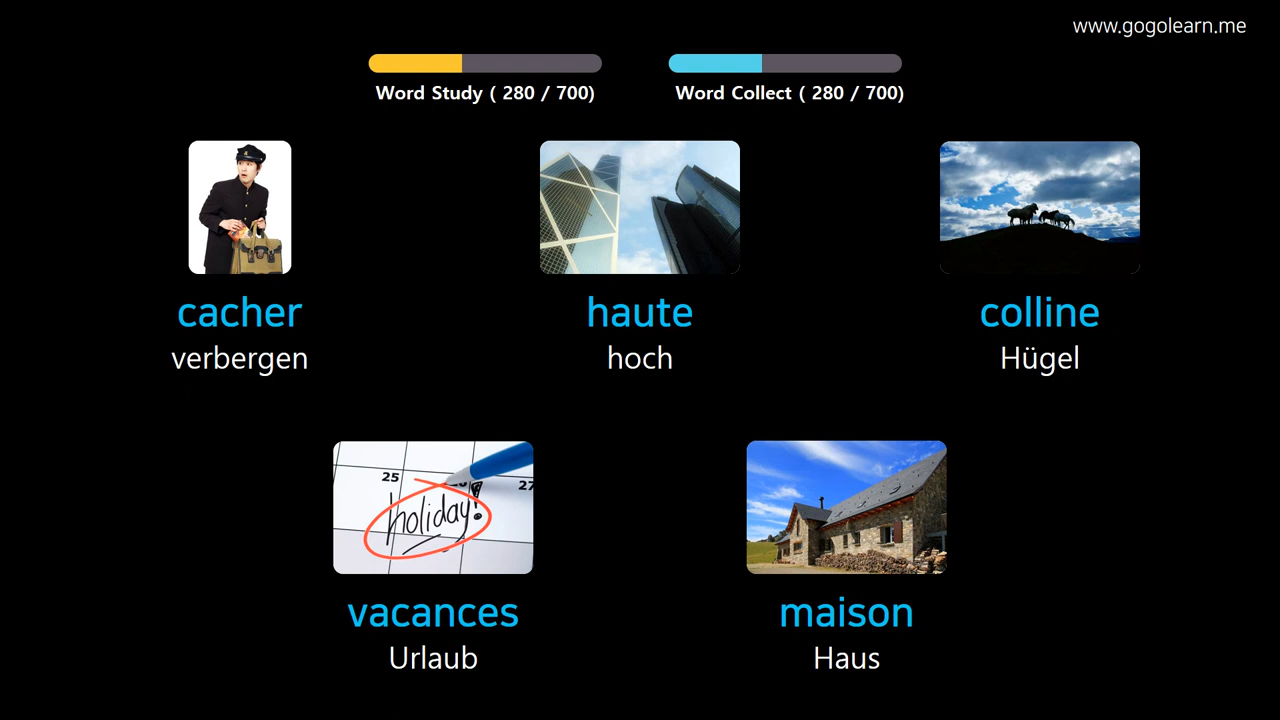 www.gogolearn.me
Word Study ( 280 / 700)
Word Collect ( 280 / 700)
cacher
verbergen
haute
hoch
colline
Hügel
25
27
holiday!
vacances
Urlaub
maison
Haus